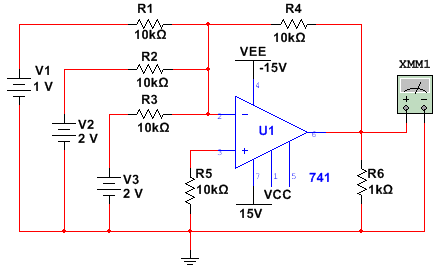 R1
10kΩ
R4
10kΩ
R2
10kΩ
VEE
-15V
XMM1
V1
1 V
R3
10kΩ
4
V2
2 V
2
U1
6
3
V3
2 V
R5
10kΩ
7
1
5
741
R6
1kΩ
VCC
15V